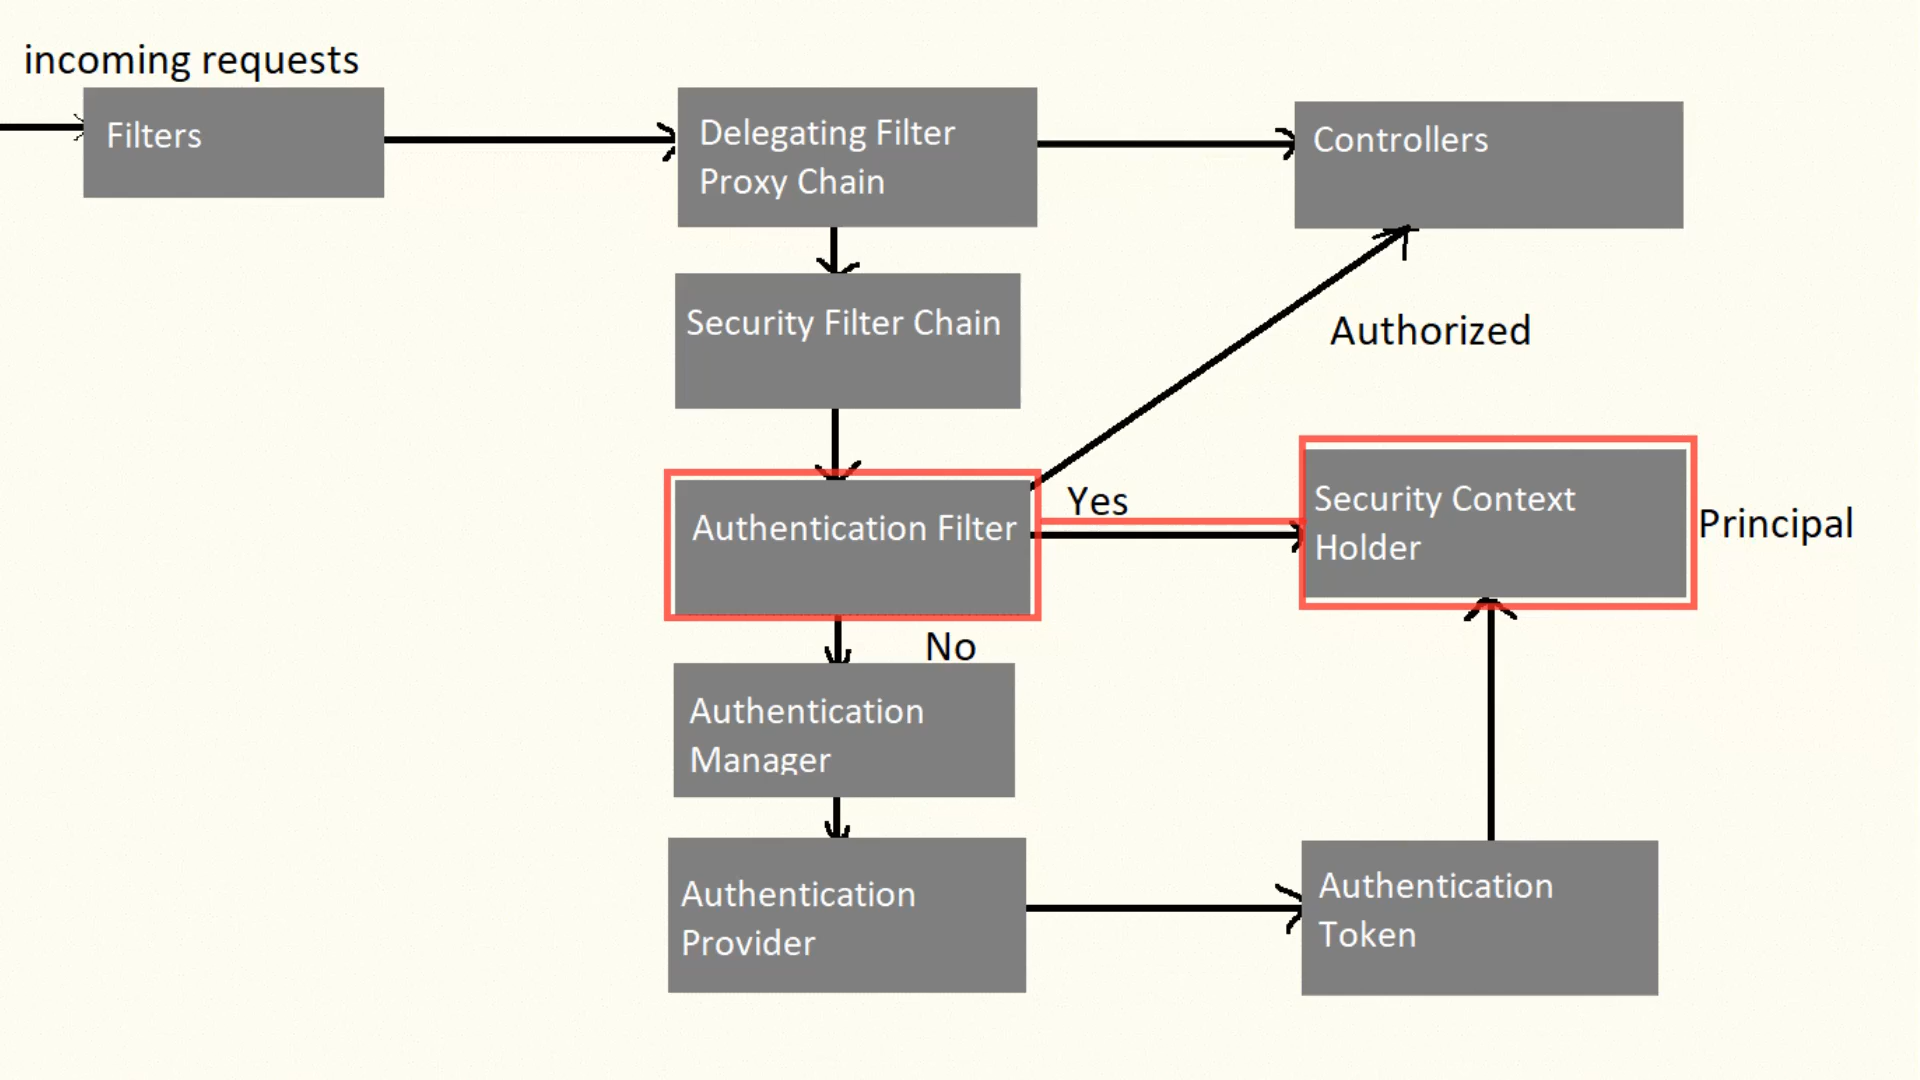 incoming requests
Filters
Delegating Filter
Proxy Chain
Controllers
Security Filter Chain
Authorized
Authentication Filter
Yes
Security Context
Holder
Principal
No
Authentication
Manager
Authentication
Provider
Authentication
Token